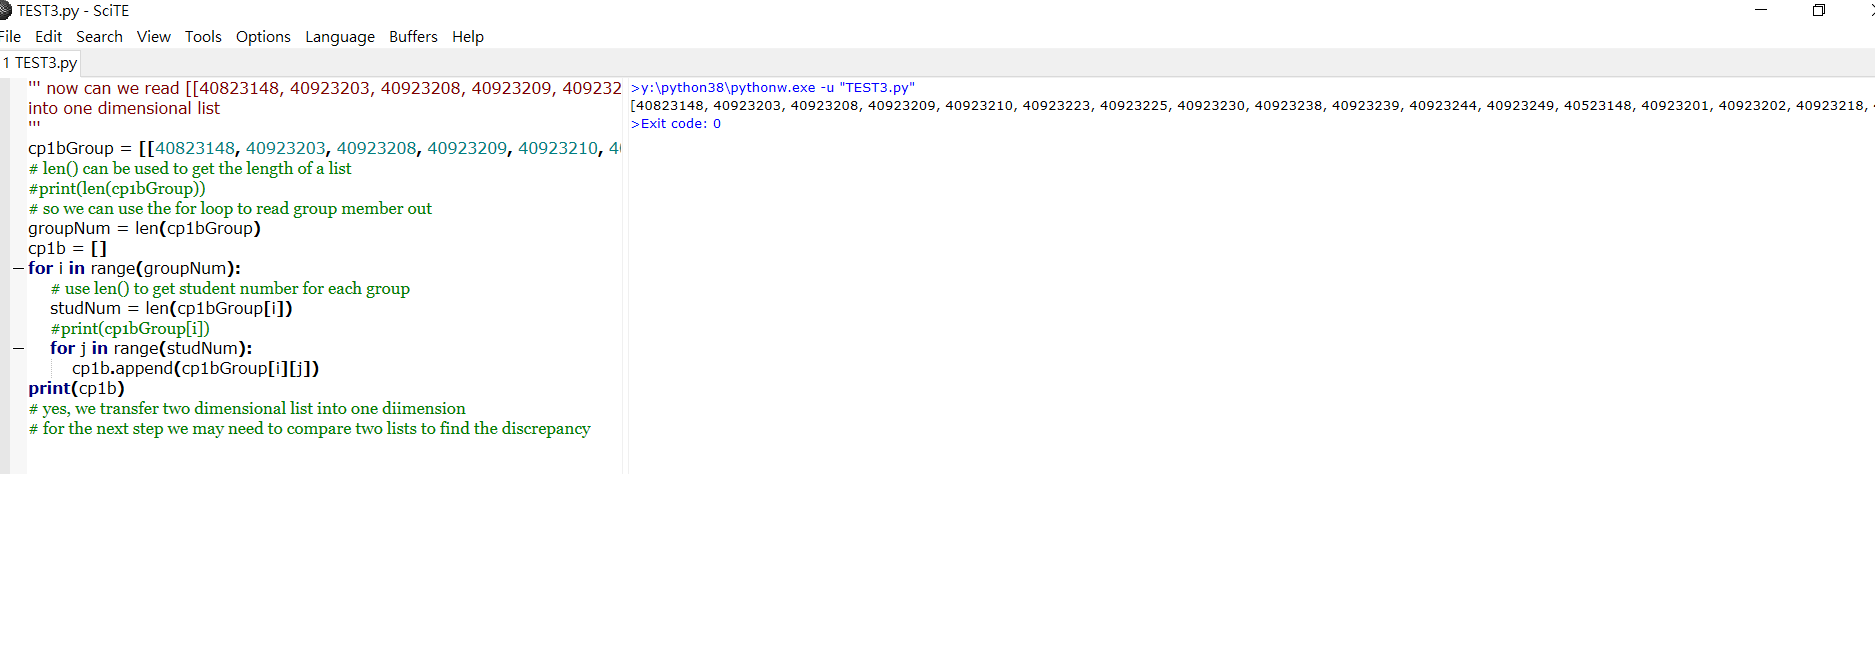 TEST3.py - SciTE
File Edit Search View Tools Options Language Buffers Help
1 TEST3.py
''' now can we read [[40823148, 40923203, 40923208, 40923209, 409232
into one dimensional list
'''
cp1bGroup = [[40823148, 40923203, 40923208, 40923209, 40923210, 4
# len() can be used to get the length of a list
#print(len(cp1bGroup))
# so we can use the for loop to read group member out
groupNum = len(cp1bGroup)
cp1b = []
for i in range(groupNum):
# use len() to get student number for each group
studNum = len(cp1bGroup[i])
#print(cp1bGroup[i])
for j in range(studNum):
cp1b.append(cp1bGroup[i][j])
print(cp1b)
# yes, we transfer two dimensional list into one diimension
# for the next step we may need to compare two lists to find the discrepancy
>y:\python38\pythonw.exe -u "TEST3.py"
[40823148, 40923203, 40923208, 40923209, 40923210, 40923223, 40923225, 40923230, 40923238, 40923239, 40923244, 40923249, 40523148, 40923201, 40923202, 40923218,
>Exit code: 0